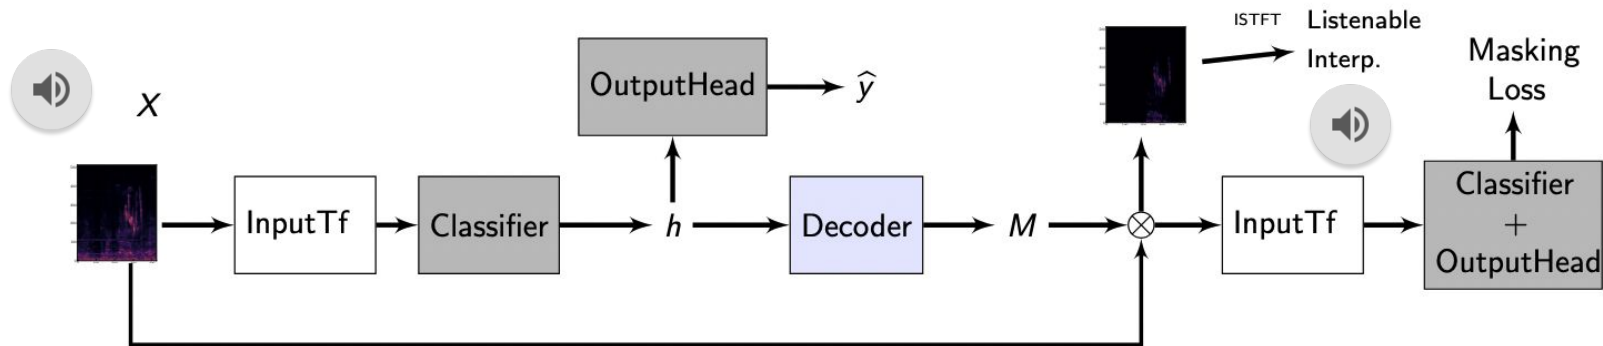 X
InputTf
Classifier
OutputHead
ŷ
h
Decoder
M
ISTFT
Listenable
Interp.
InputTf
Classifier
+
OutputHead
Masking
Loss